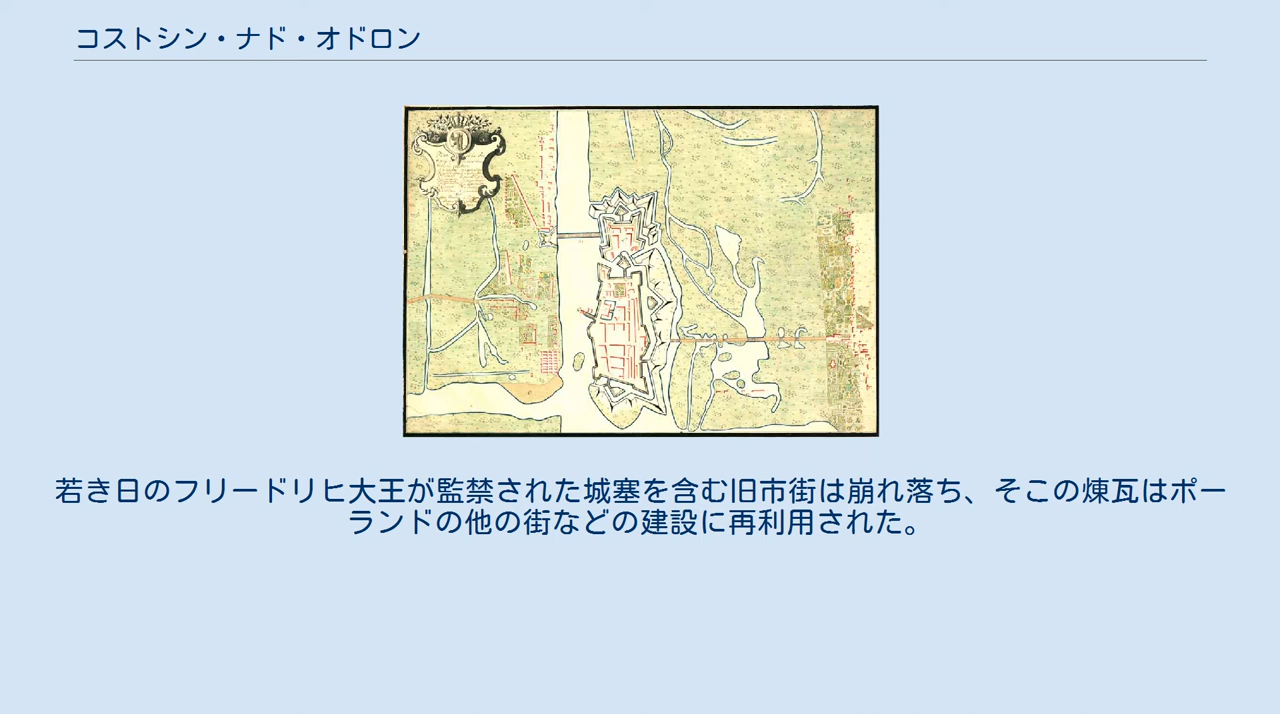 コストシン・ナド・オドロン
若き日のフリードリヒ大王が監禁された城塞を含む旧市街は崩れ落ち、そこの煉瓦はポー
ランドの他の街などの建設に再利用された。